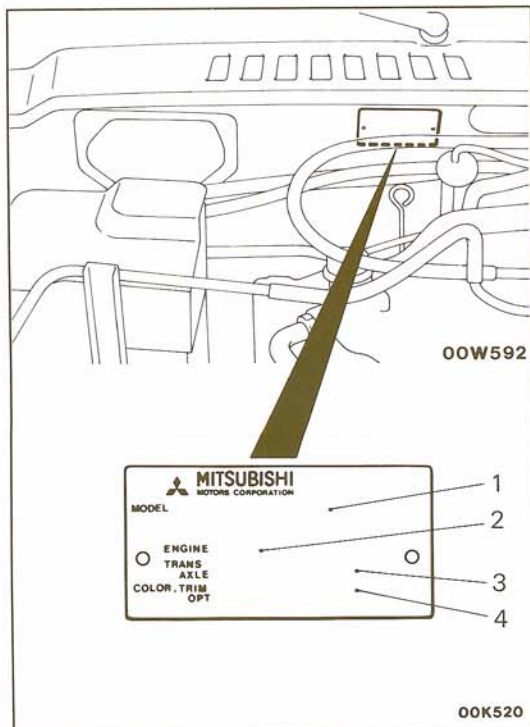 00W592
MITSUBISHI
MOTORS CORPORATION
MODEL
1
2
ENGINE
TRANS
AXLE
3
COLOR.TRIM
OPT
4
00K520